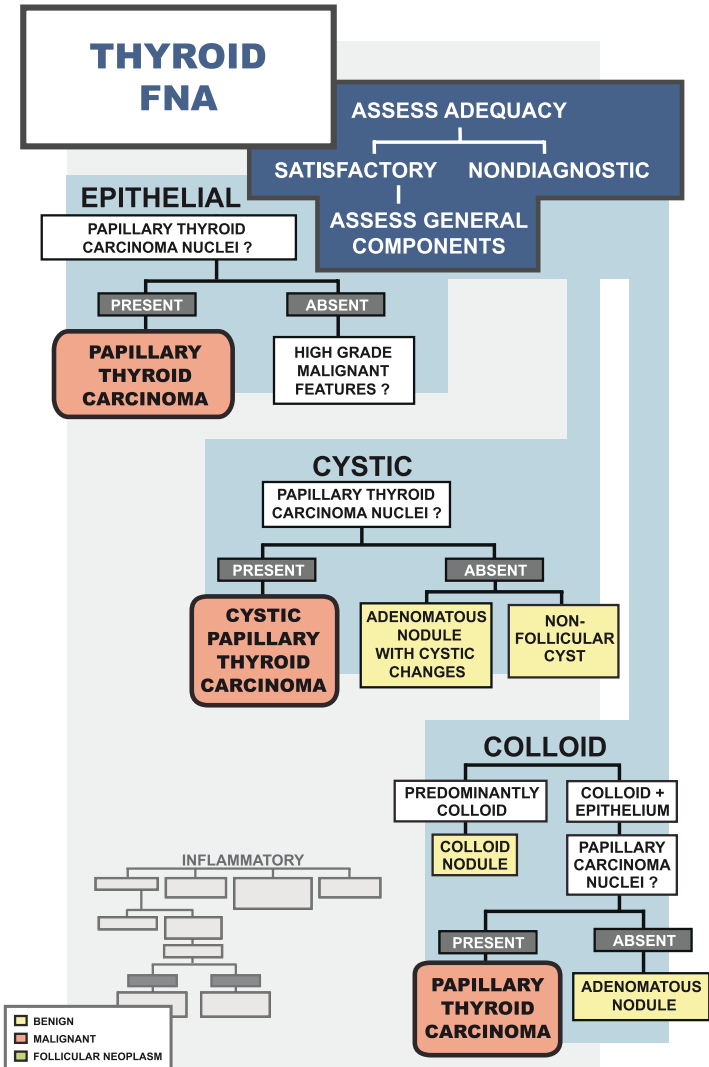 THYROID
FNA
ASSESS ADEQUACY
SATISFACTORY
NONDIAGNOSTIC
ASSESS GENERAL
COMPONENTS
EPITHELIAL
PAPILLARY THYROID
CARCINOMA NUCLEI ?
PRESENT
ABSENT
PAPILLARY
THYROID
CARCINOMA
HIGH GRADE
MALIGNANT
FEATURES ?
CYSTIC
PAPILLARY THYROID
CARCINOMA NUCLEI ?
PRESENT
ABSENT
CYSTIC
PAPILLARY
THYROID
CARCINOMA
ADENOMATOUS
NODULE
WITH CYSTIC
CHANGES
NON-
FOLLICULAR
CYST
COLLOID
PREDOMINANTLY
COLLOID
COLLOID +
EPITHELIUM
COLLOID
NODULE
PAPILLARY
CARCINOMA
NUCLEI ?
PRESENT
ABSENT
PAPILLARY
THYROID
CARCINOMA
ADENOMATOUS
NODULE
INFLAMMATORY
BENIGN
MALIGNANT
FOLLICULAR NEOPLASM